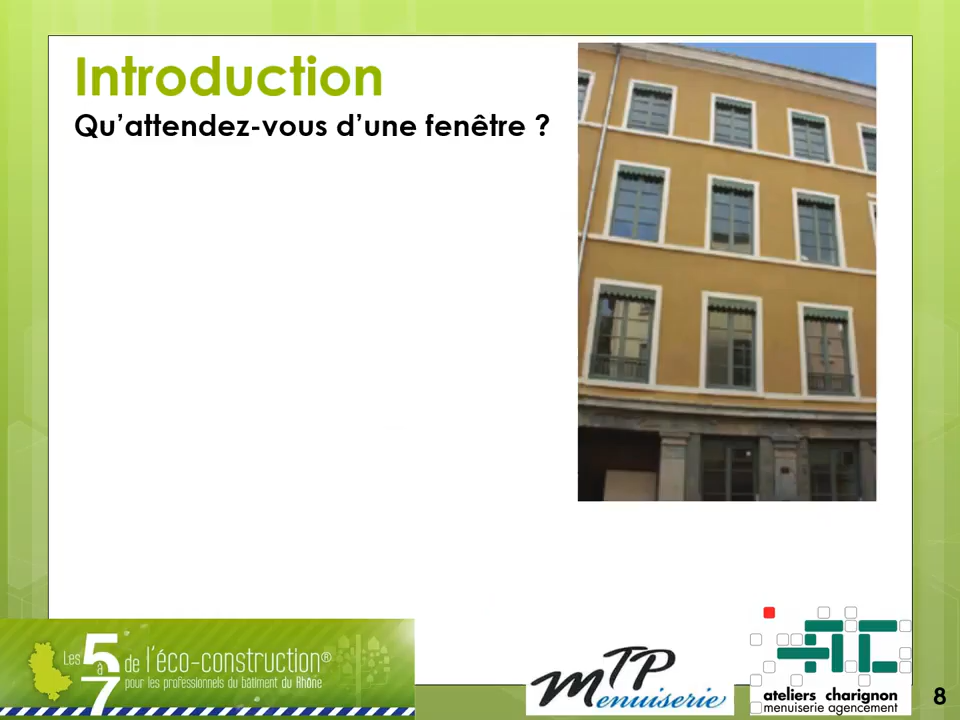 Introduction
Qu’attendez-vous d’une fenêtre ?
Les 5 à 7 de l’éco-construction®
pour les professionnels du bâtiment du Rhône
MTP
Menuiserie
ateliers charignon
menuiserie agencement
8